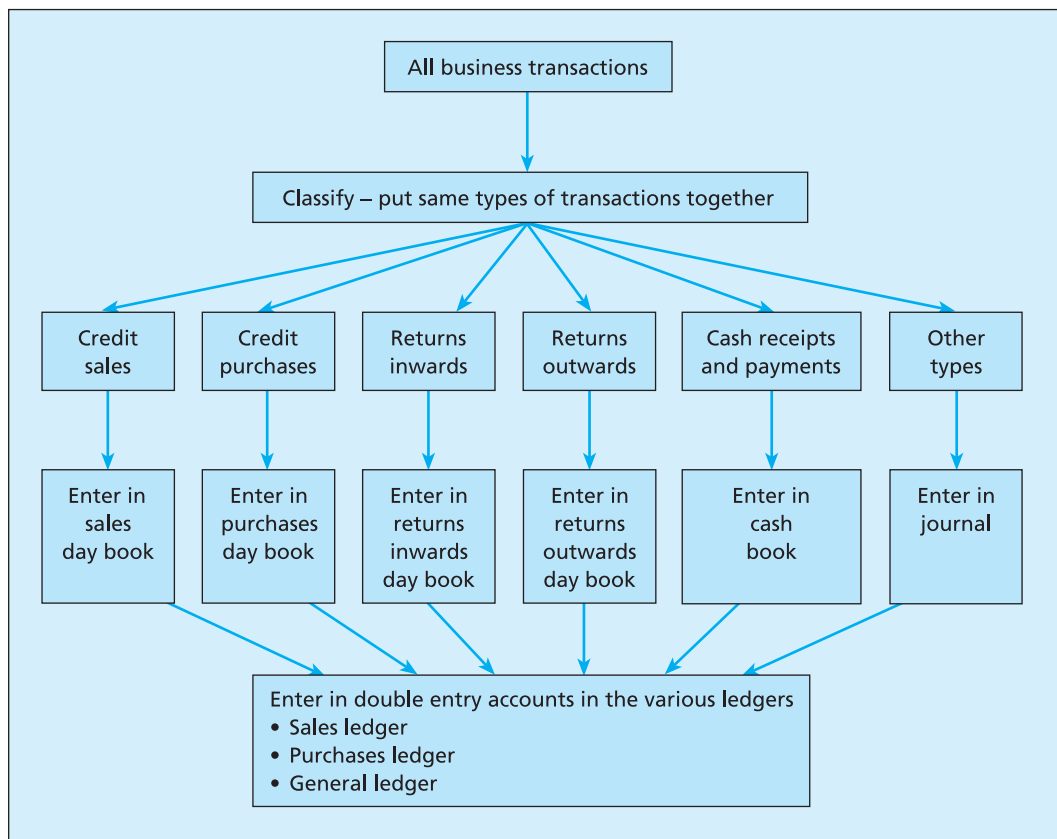 All business transactions
Classify – put same types of transactions together
Credit
sales
Credit
purchases
Returns
inwards
Returns
outwards
Cash receipts
and payments
Other
types
Enter in
sales
day book
Enter in
purchases
day book
Enter in
returns
inwards
day book
Enter in
returns
outwards
day book
Enter in
cash
book
Enter in
journal
Enter in double entry accounts in the various ledgers
• Sales ledger
• Purchases ledger
• General ledger